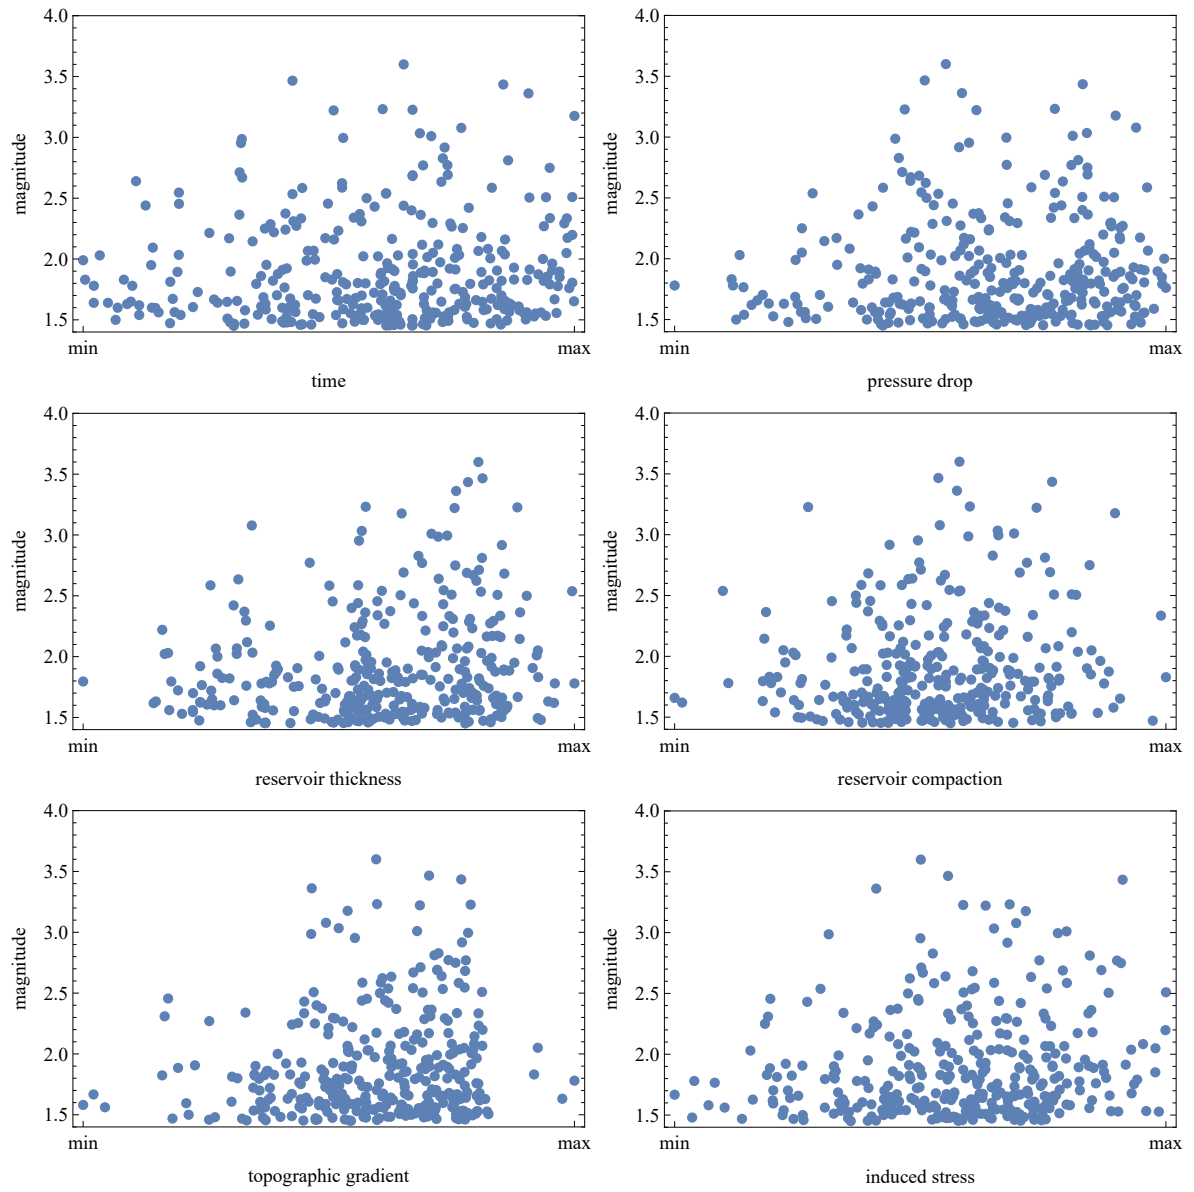 4.0
3.5
3.0
2.5
2.0
1.5
magnitude
min
max
time
4.0
3.5
3.0
2.5
2.0
1.5
magnitude
min
max
pressure drop
4.0
3.5
3.0
2.5
2.0
1.5
magnitude
min
max
reservoir thickness
4.0
3.5
3.0
2.5
2.0
1.5
magnitude
min
max
reservoir compaction
4.0
3.5
3.0
2.5
2.0
1.5
magnitude
min
max
topographic gradient
4.0
3.5
3.0
2.5
2.0
1.5
magnitude
min
max
induced stress